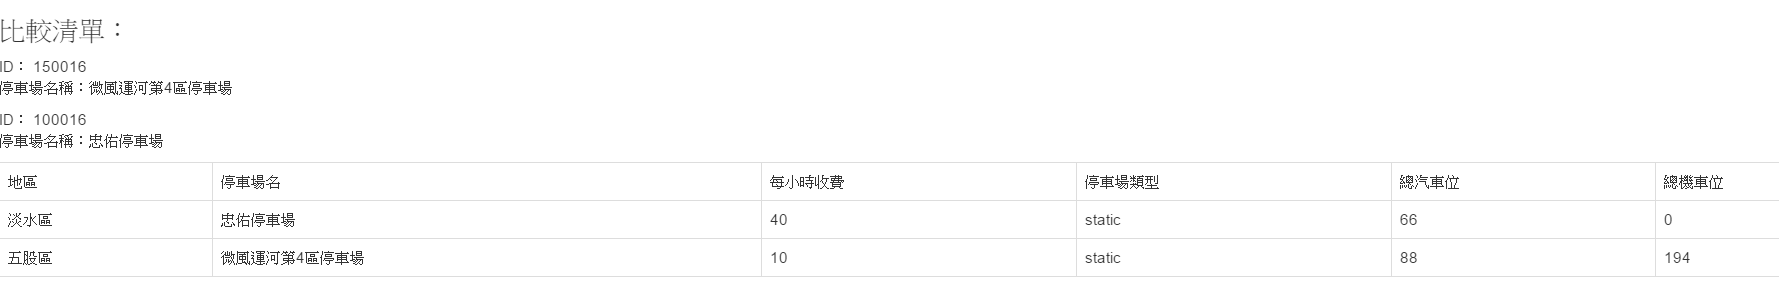 比較清單：
ID： 150016
停車場名稱：微風運河第4區停車場
ID： 100016
停車場名稱：忠佑停車場
地區 停車場名 每小時收費 停車場類型 總汽車位 總機車位
淡水區 忠佑停車場 40 static 66 0
五股區 微風運河第4區停車場 10 static 88 194